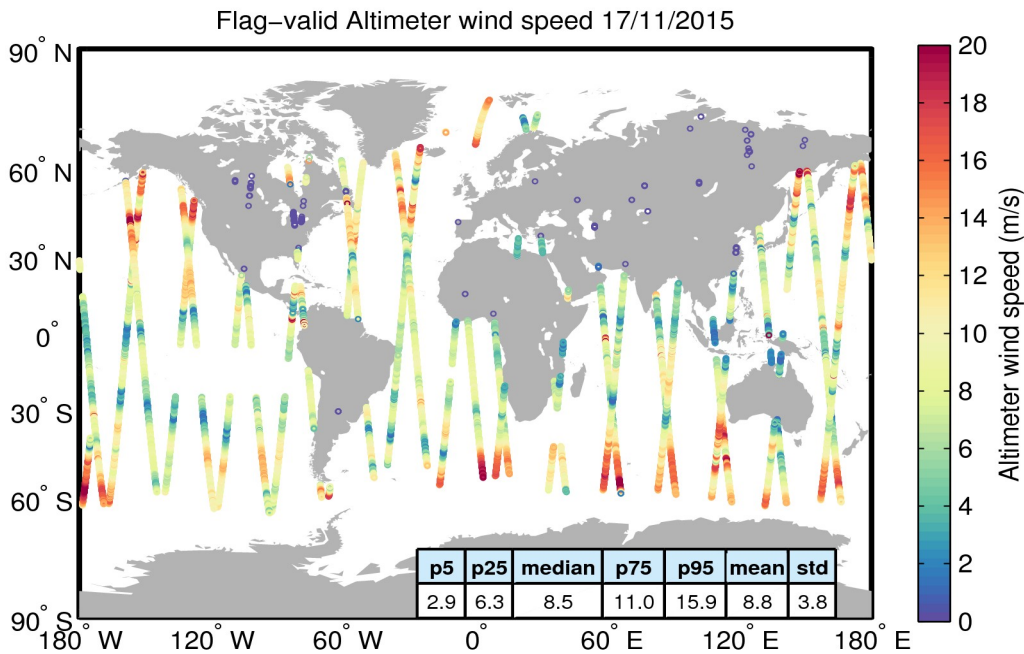 Flag−valid Altimeter wind speed 17/11/2015
90° N
60° N
30° N
0°
30° S
60° S
90° S
180° W
120° W
60° W
0°
60° E
120° E
180° E
p5 p25 median p75 p95 mean std
2.9 6.3 8.5 11.0 15.9 8.8 3.8
20
18
16
14
12
10
8
6
4
2
0
Altimeter wind speed (m/s)